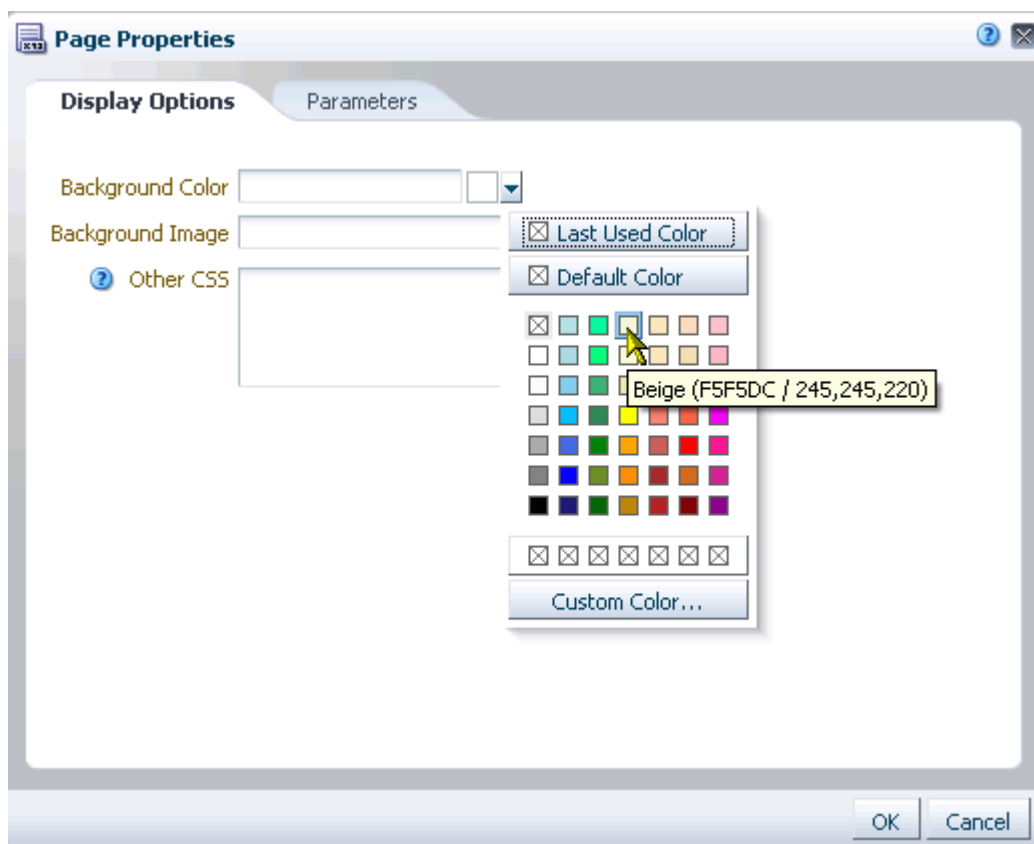 Page Properties
Display Options
Parameters
Background Color
Background Image
Other CSS
Last Used Color
Default Color
Beige (F5F5DC / 245,245,220)
Custom Color...
OK
Cancel